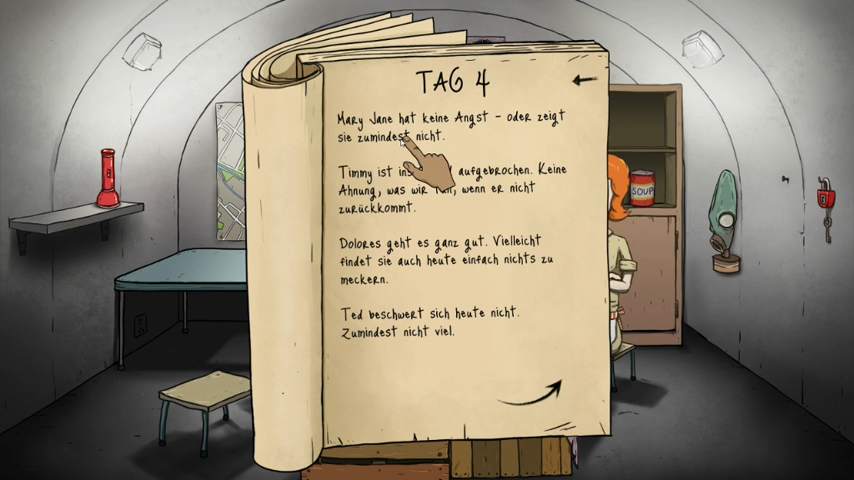 TAG 4
Mary Jane hat keine Angst - oder zeigt
sie zumindest nicht.
Timmy ist aufgebrochen. Keine
Ahnung, was wir wenn er nicht
zurückkommt.
Dolores geht es ganz gut. Vielleicht
findet sie auch heute einfach nichts zu
meckern.
Ted beschwert sich heute nicht.
Zumindest nicht viel.
SOUP